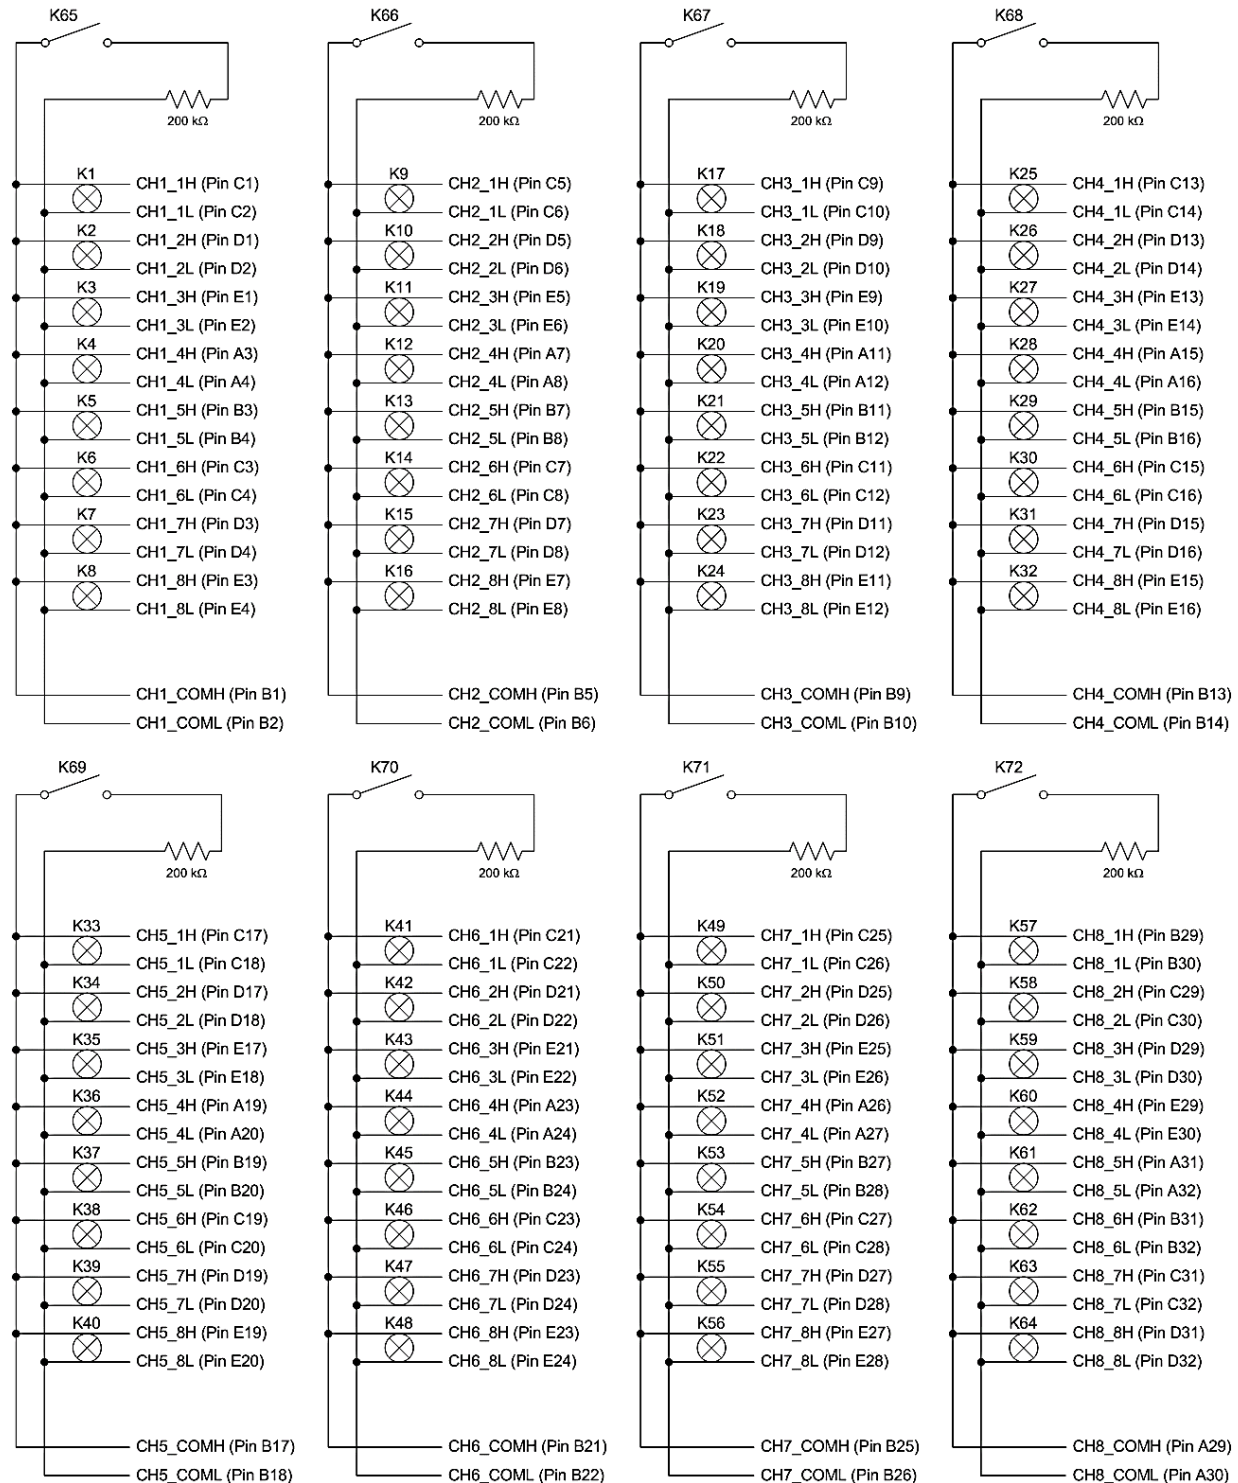 K65 K66 K67 K68
200 kΩ 200 kΩ 200 kΩ 200 kΩ
K1 CH1_1H (Pin C1) K9 CH2_1H (Pin C5) K17 CH3_1H (Pin C9) K25 CH4_1H (Pin C13)
CH1_1L (Pin C2) CH2_1L (Pin C6) CH3_1L (Pin C10) CH4_1L (Pin C14)
K2 CH1_2H (Pin D1) K10 CH2_2H (Pin D5) K18 CH3_2H (Pin D9) K26 CH4_2H (Pin D13)
CH1_2L (Pin D2) CH2_2L (Pin D6) CH3_2L (Pin D10) CH4_2L (Pin D14)
K3 CH1_3H (Pin E1) K11 CH2_3H (Pin E5) K19 CH3_3H (Pin E9) K27 CH4_3H (Pin E13)
CH1_3L (Pin E2) CH2_3L (Pin E6) CH3_3L (Pin E10) CH4_3L (Pin E14)
K4 CH1_4H (Pin A3) K12 CH2_4H (Pin A7) K20 CH3_4H (Pin A11) K28 CH4_4H (Pin A15)
CH1_4L (Pin A4) CH2_4L (Pin A8) CH3_4L (Pin A12) CH4_4L (Pin A16)
K5 CH1_5H (Pin B3) K13 CH2_5H (Pin B7) K21 CH3_5H (Pin B11) K29 CH4_5H (Pin B15)
CH1_5L (Pin B4) CH2_5L (Pin B8) CH3_5L (Pin B12) CH4_5L (Pin B16)
K6 CH1_6H (Pin C3) K14 CH2_6H (Pin C7) K22 CH3_6H (Pin C11) K30 CH4_6H (Pin C15)
CH1_6L (Pin C4) CH2_6L (Pin C8) CH3_6L (Pin C12) CH4_6L (Pin C16)
K7 CH1_7H (Pin D3) K15 CH2_7H (Pin D7) K23 CH3_7H (Pin D11) K31 CH4_7H (Pin D15)
CH1_7L (Pin D4) CH2_7L (Pin D8) CH3_7L (Pin D12) CH4_7L (Pin D16)
K8 CH1_8H (Pin E3) K16 CH2_8H (Pin E7) K24 CH3_8H (Pin E11) K32 CH4_8H (Pin E15)
CH1_8L (Pin E4) CH2_8L (Pin E8) CH3_8L (Pin E12) CH4_8L (Pin E16)
CH1_COMH (Pin B1) CH2_COMH (Pin B5) CH3_COMH (Pin B9) CH4_COMH (Pin B13)
CH1_COML (Pin B2) CH2_COML (Pin B6) CH3_COML (Pin B10) CH4_COML (Pin B14)
K69 K70 K71 K72
200 kΩ 200 kΩ 200 kΩ 200 kΩ
K33 CH5_1H (Pin C17) K41 CH6_1H (Pin C21) K49 CH7_1H (Pin C25) K57 CH8_1H (Pin B29)
CH5_1L (Pin C18) CH6_1L (Pin C22) CH7_1L (Pin C26) CH8_1L (Pin B30)
K34 CH5_2H (Pin D17) K42 CH6_2H (Pin D21) K50 CH7_2H (Pin D25) K58 CH8_2H (Pin C29)
CH5_2L (Pin D18) CH6_2L (Pin D22) CH7_2L (Pin D26) CH8_2L (Pin C30)
K35 CH5_3H (Pin E17) K43 CH6_3H (Pin E21) K51 CH7_3H (Pin E25) K59 CH8_3H (Pin D29)
CH5_3L (Pin E18) CH6_3L (Pin E22) CH7_3L (Pin E26) CH8_3L (Pin D30)
K36 CH5_4H (Pin A19) K44 CH6_4H (Pin A23) K52 CH7_4H (Pin A26) K60 CH8_4H (Pin E29)
CH5_4L (Pin A20) CH6_4L (Pin A24) CH7_4L (Pin A27) CH8_4L (Pin E30)
K37 CH5_5H (Pin B19) K45 CH6_5H (Pin B23) K53 CH7_5H (Pin B27) K61 CH8_5H (Pin A31)
CH5_5L (Pin B20) CH6_5L (Pin B24) CH7_5L (Pin B28) CH8_5L (Pin A32)
K38 CH5_6H (Pin C19) K46 CH6_6H (Pin C23) K54 CH7_6H (Pin C27) K62 CH8_6H (Pin B31)
CH5_6L (Pin C20) CH6_6L (Pin C24) CH7_6L (Pin C28) CH8_6L (Pin B32)
K39 CH5_7H (Pin D19) K47 CH6_7H (Pin D23) K55 CH7_7H (Pin D27) K63 CH8_7H (Pin C31)
CH5_7L (Pin D20) CH6_7L (Pin D24) CH7_7L (Pin D28) CH8_7L (Pin C32)
K40 CH5_8H (Pin E19) K48 CH6_8H (Pin E23) K56 CH7_8H (Pin E27) K64 CH8_8H (Pin D31)
CH5_8L (Pin E20) CH6_8L (Pin E24) CH7_8L (Pin E28) CH8_8L (Pin D32)
CH5_COMH (Pin B17) CH6_COMH (Pin B21) CH7_COMH (Pin B25) CH8_COMH (Pin A29)
CH5_COML (Pin B18) CH6_COML (Pin B22) CH7_COML (Pin B26) CH8_COML (Pin A30)